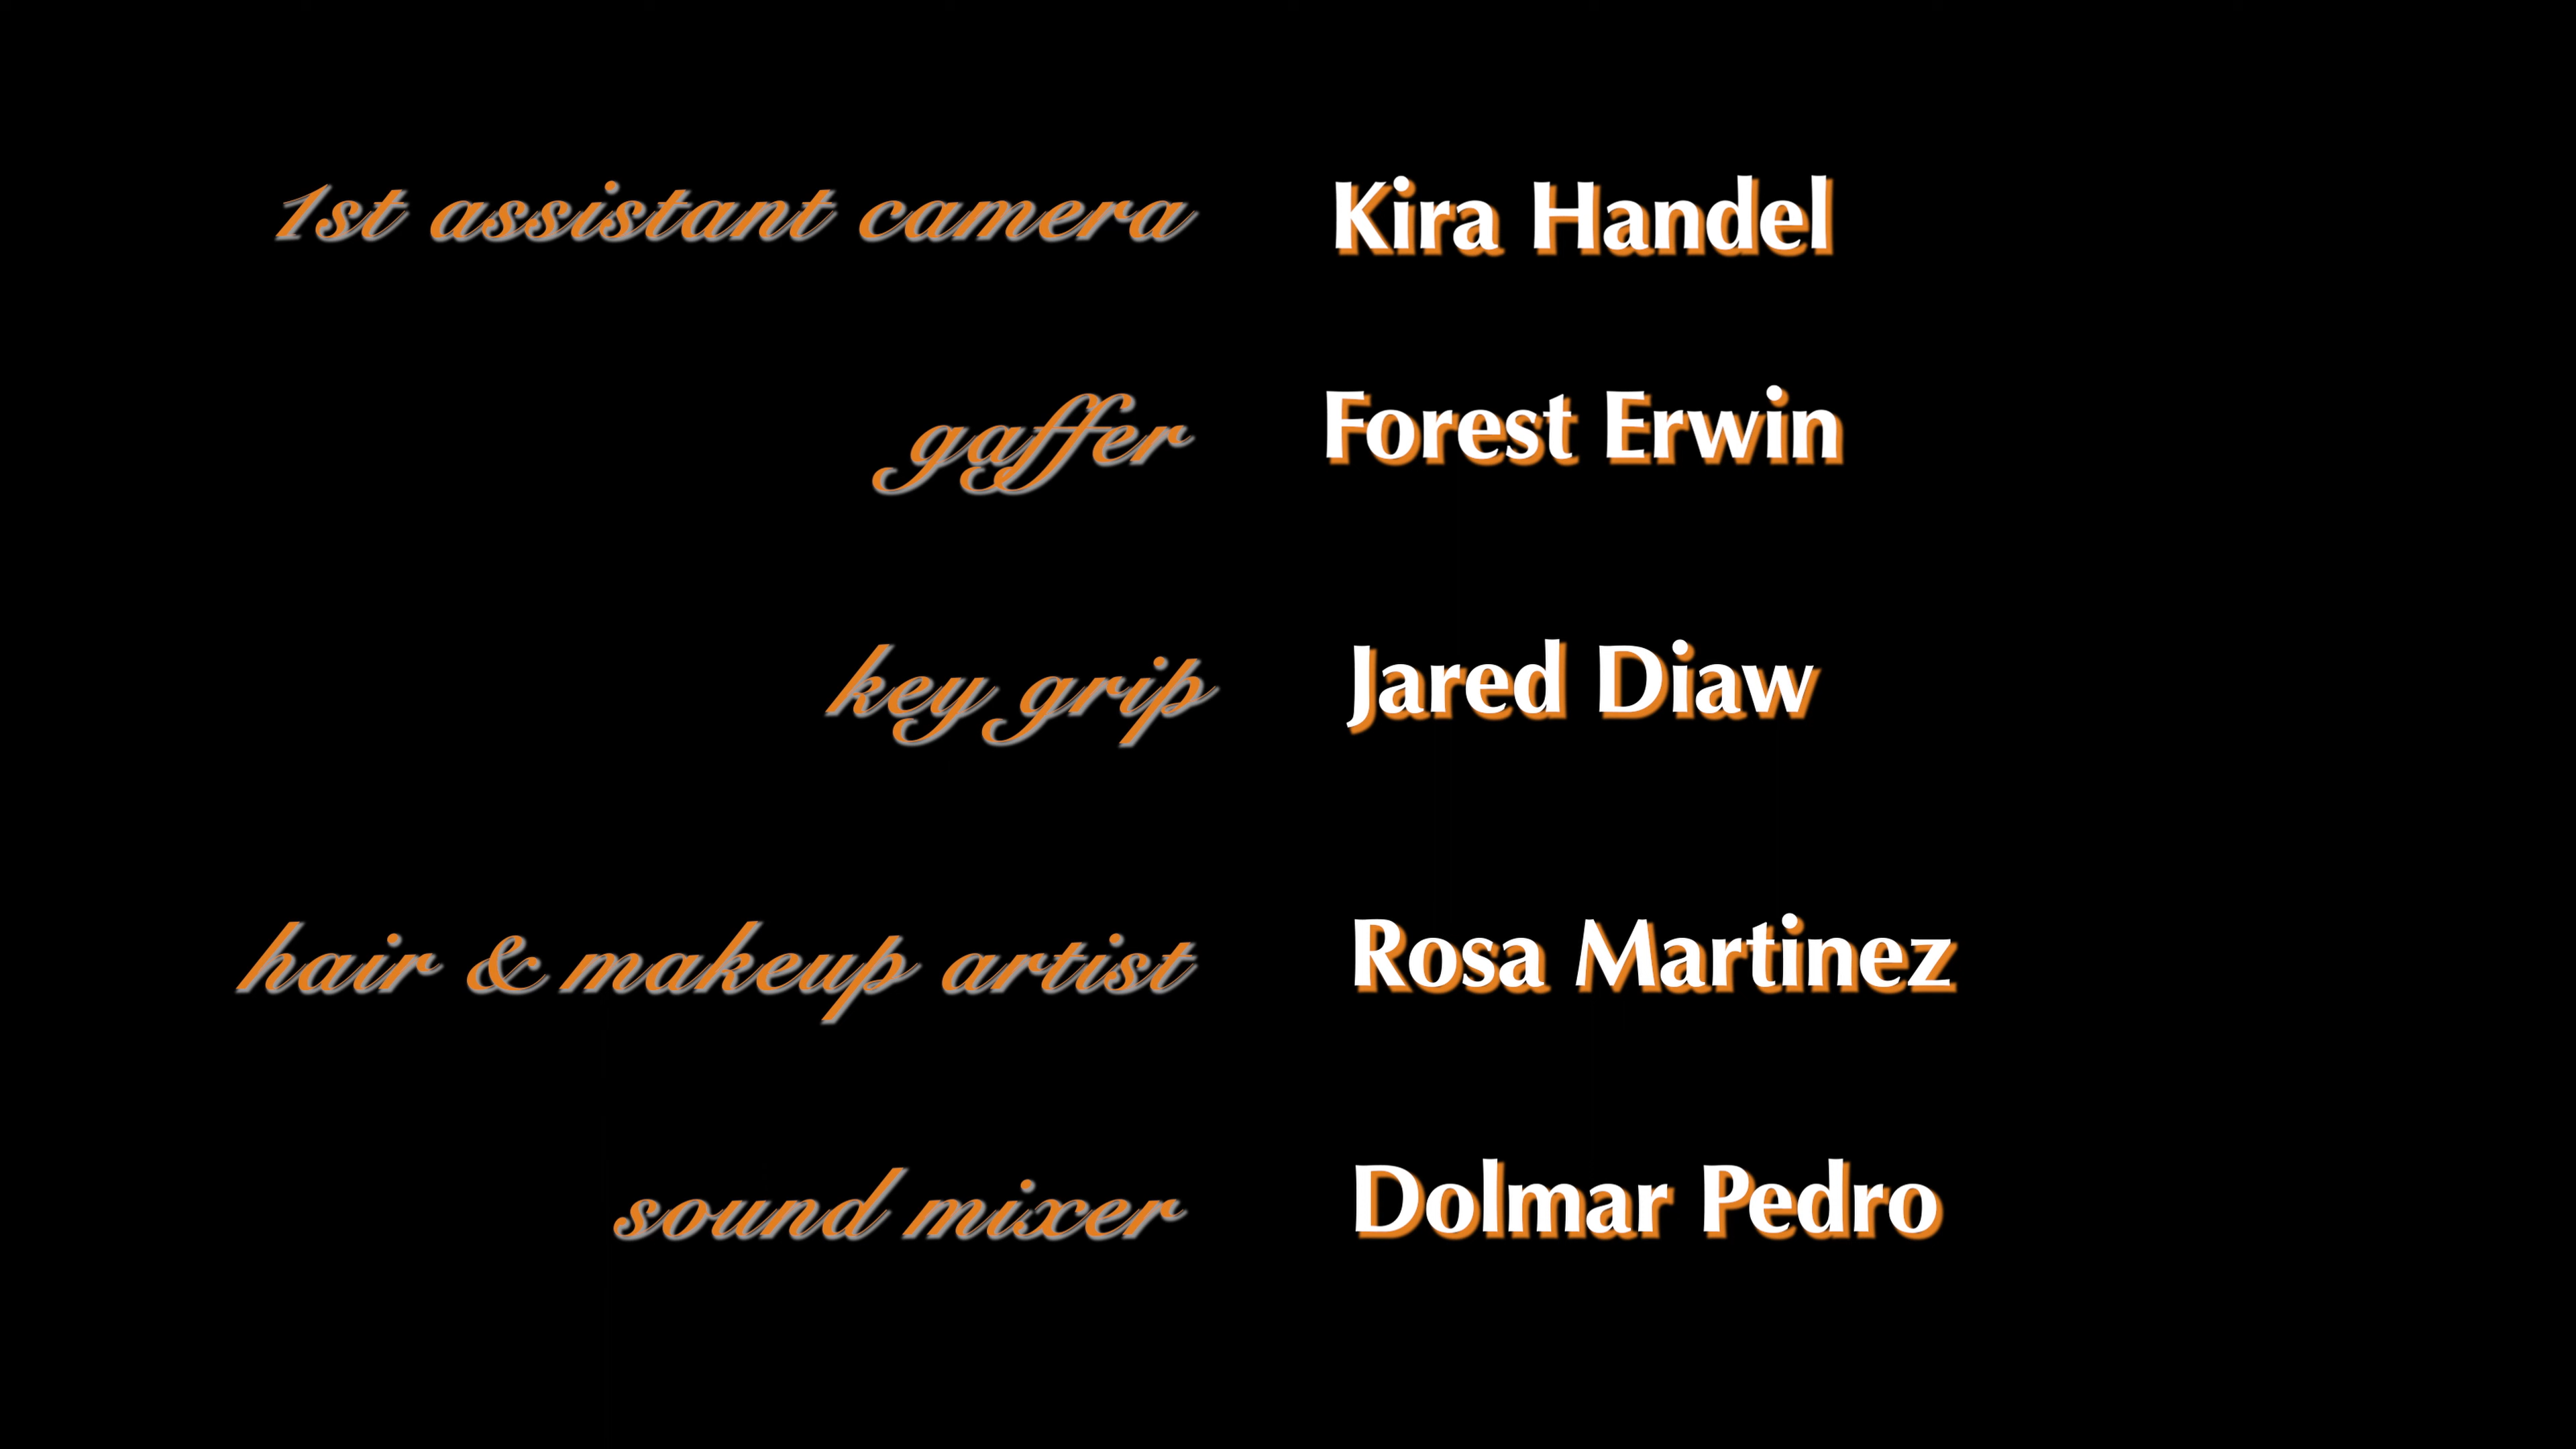 1st assistant camera Kira Handel
gaffer Forest Erwin
key grip Jared Diaw
hair & makeup artist Rosa Martinez
sound mixer Dolmar Pedro